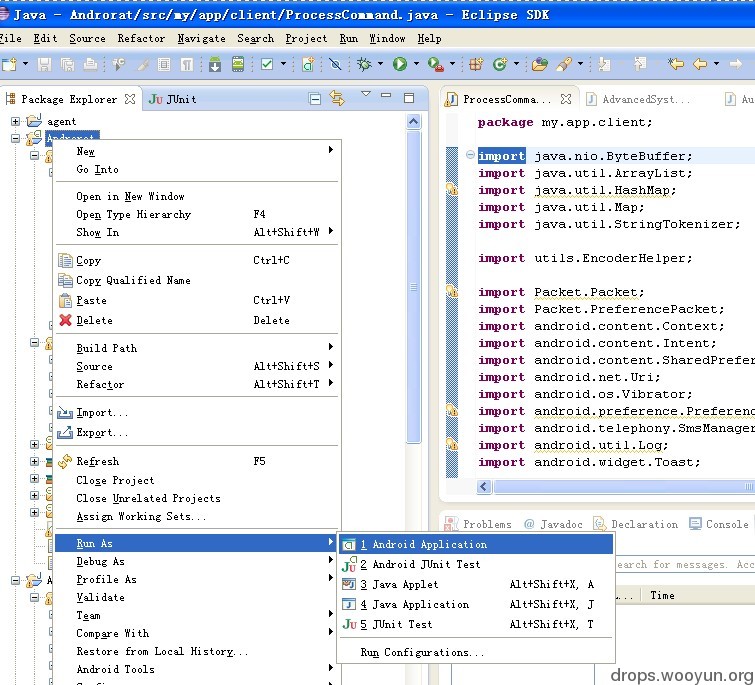 Java - Androrat/src/my/app/client/ProcessCommand.java - Eclipse SDK
File Edit Source Refactor Navigate Search Project Run Window Help
Package Explorer JUnit
ProcessComma... AdvancedSyst... Au
agent
Androrat
package my.app.client;
import java.nio.ByteBuffer;
import java.util.ArrayList;
import java.util.HashMap;
import java.util.Map;
import java.util.StringTokenizer;
import utils.EncoderHelper;
import Packet.Packet;
import Packet.PreferencePacket;
import android.content.Context;
import android.content.Intent;
import android.content.SharedPrefer
import android.net.Uri;
import android.os.Vibrator;
import android.preference.Preferenc
import android.telephony.SmsManager
import android.util.Log;
import android.widget.Toast;
New
Go Into
Open in New Window
Open Type Hierarchy F4
Show In Alt+Shift+W
Copy Ctrl+C
Copy Qualified Name
Paste Ctrl+V
Delete Delete
Build Path
Source Alt+Shift+S
Refactor Alt+Shift+T
Import...
Export...
Refresh F5
Close Project
Close Unrelated Projects
Assign Working Sets...
Run As
Debug As
Profile As
Validate
Team
Compare With
Restore from Local History...
Android Tools
1 Android Application
2 Android JUnit Test
3 Java Applet Alt+Shift+X, A
4 Java Application Alt+Shift+X, J
5 JUnit Test Alt+Shift+X, T
Run Configurations...
Problems @ Javadoc Declaration Console
earch for messages. Acc
... Time
drops.wooyun.org